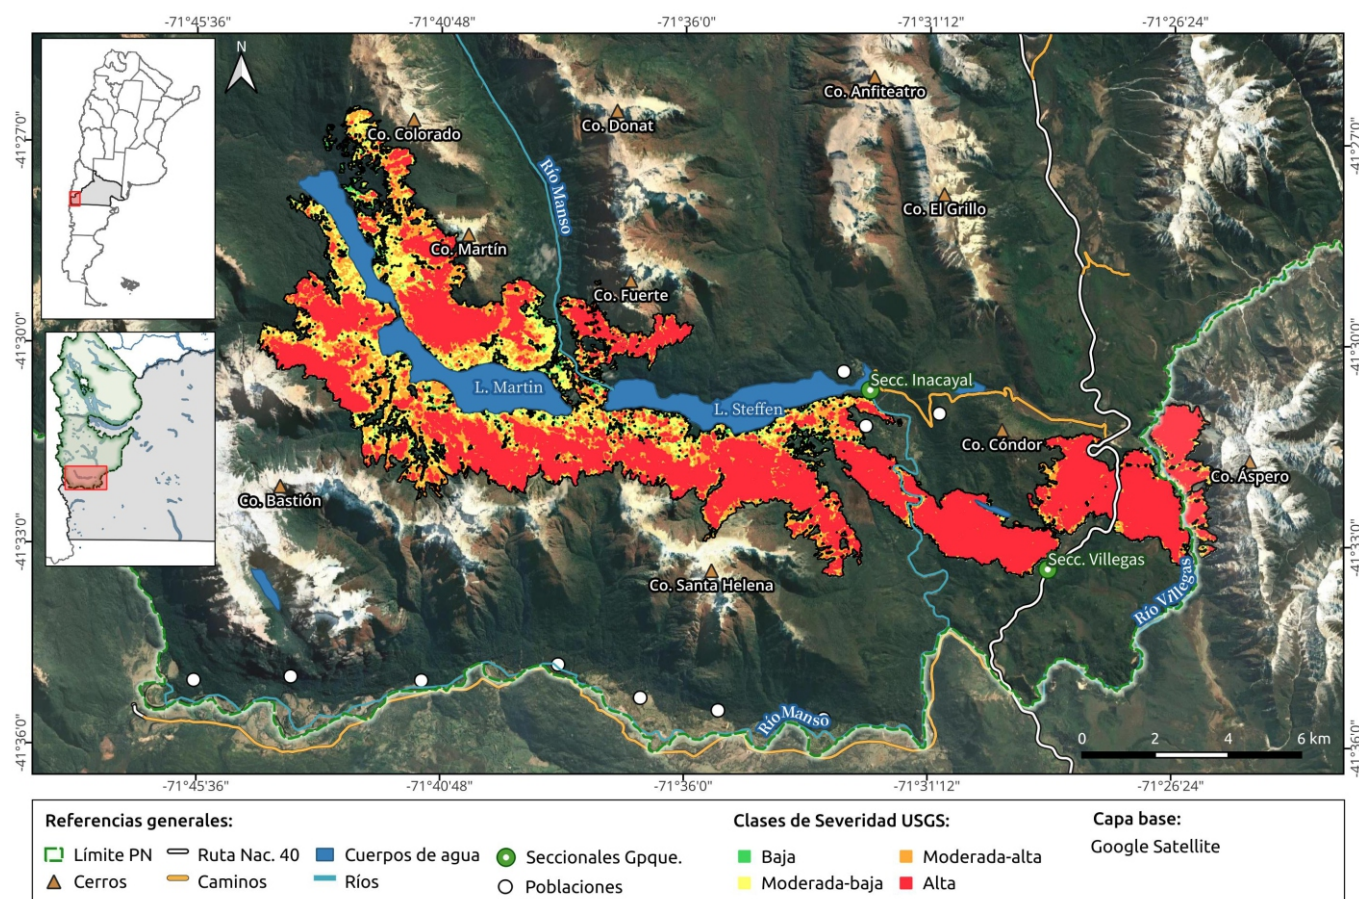 -71°45'36" -71°40'48" -71°36'0" -71°31'12" -71°26'24"
N
Co. Anfiteatro
Co. Donat
Co. Colorado
-41°27'0" -41°27'0"
Río Manso
Co. El Grillo
Co. Martín
Co. Fuerte
-41°30'0" -41°30'0"
Secc. Inacayal
L. Martin
L. Steffen
Co. Cóndor
Co. Áspero
Co. Bastión
-41°33'0" -41°33'0"
Secc. Villegas
Co. Santa Helena
Río Villegas
Río Manso
-41°36'0" -41°36'0"
0 2 4 6 km
-71°45'36" -71°40'48" -71°36'0" -71°31'12" -71°26'24"
Referencias generales: Clases de Severidad USGS: Capa base:
Límite PN Ruta Nac. 40 Cuerpos de agua Seccionales Gpque. Baja Moderada-alta Google Satellite
Cerros Caminos Ríos Poblaciones Moderada-baja Alta